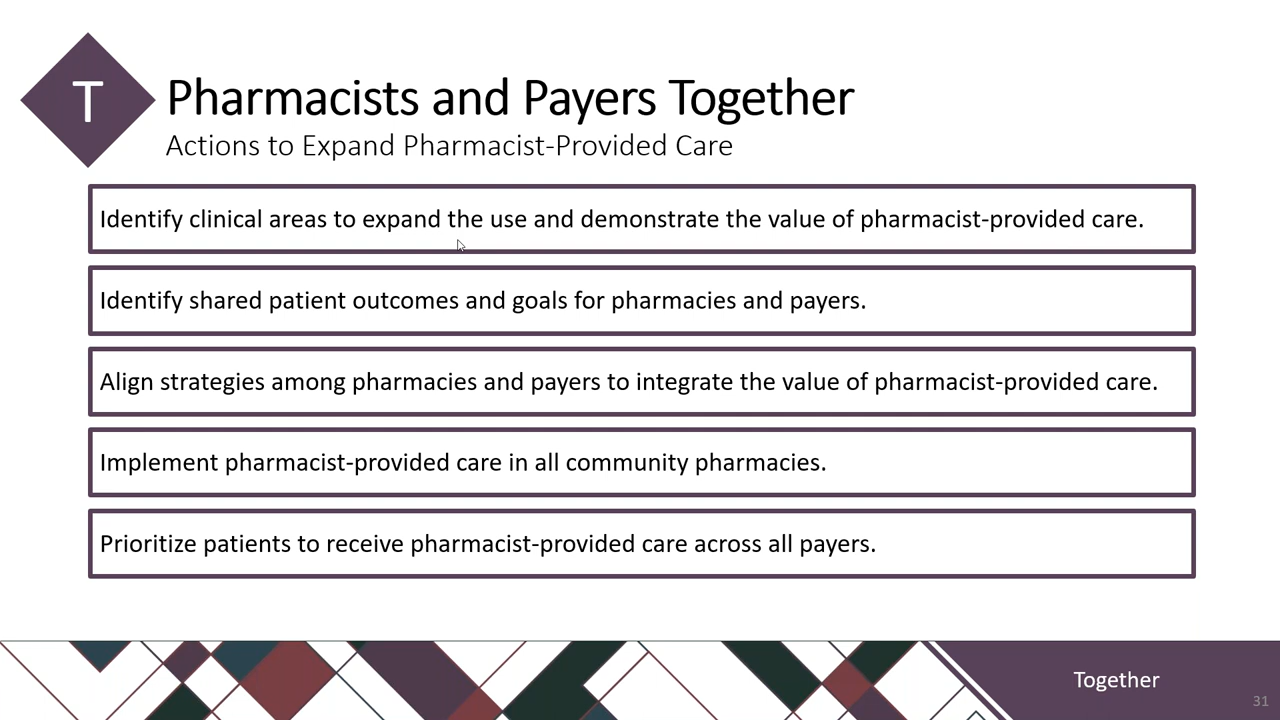 T
Pharmacists and Payers Together
Actions to Expand Pharmacist-Provided Care
Identify clinical areas to expand the use and demonstrate the value of pharmacist-provided care.
Identify shared patient outcomes and goals for pharmacies and payers.
Align strategies among pharmacies and payers to integrate the value of pharmacist-provided care.
Implement pharmacist-provided care in all community pharmacies.
Prioritize patients to receive pharmacist-provided care across all payers.
Together
31